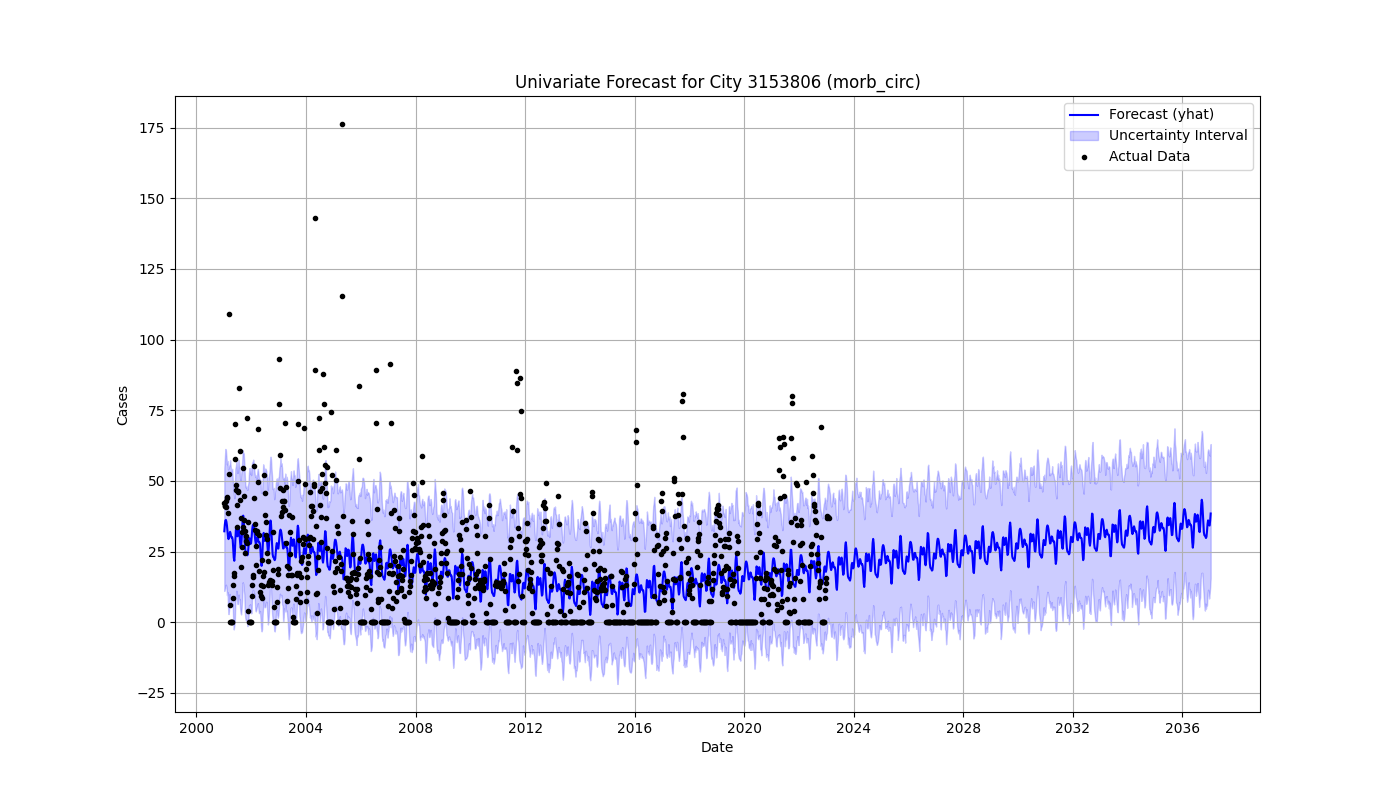 Univariate Forecast for City 3153806 (morb_circ)
Forecast (yhat)
Uncertainty Interval
Actual Data
Cases
175
150
125
100
75
50
25
0
−25
2000 2004 2008 2012 2016 2020 2024 2028 2032 2036
Date